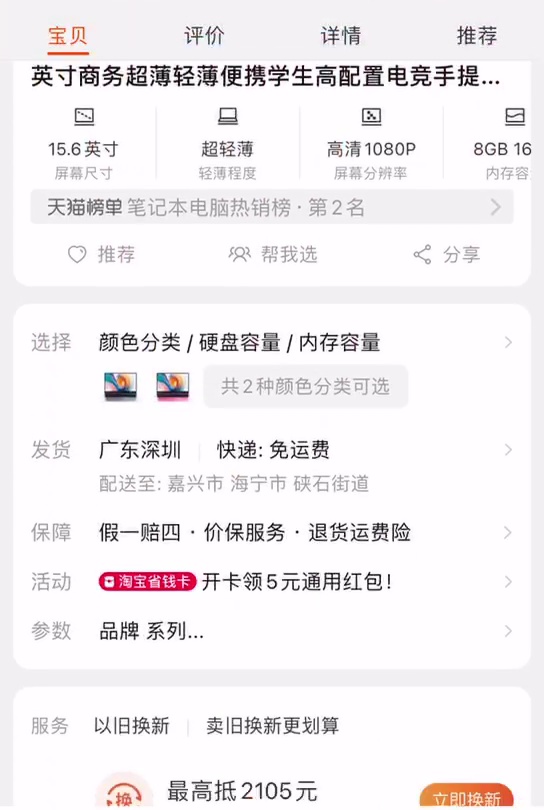 宝贝 评价 详情 推荐
英寸商务超薄轻薄便携学生高配置电竞手提...
15.6英寸 超轻薄 高清1080P 8GB 16
屏幕尺寸 轻薄程度 屏幕分辨率 内存容
天猫榜单 笔记本电脑热销榜·第2名
推荐 帮我选 分享
选择 颜色分类 / 硬盘容量 / 内存容量
共2种颜色分类可选
发货 广东深圳 快递: 免运费
配送至: 嘉兴市 海宁市 硖石街道
保障 假一赔四 · 价保服务 · 退货运费险
活动 淘宝省钱卡 开卡领5元通用红包!
参数 品牌 系列...
服务 以旧换新 卖旧换新更划算
换 最高抵2105元 立即换新